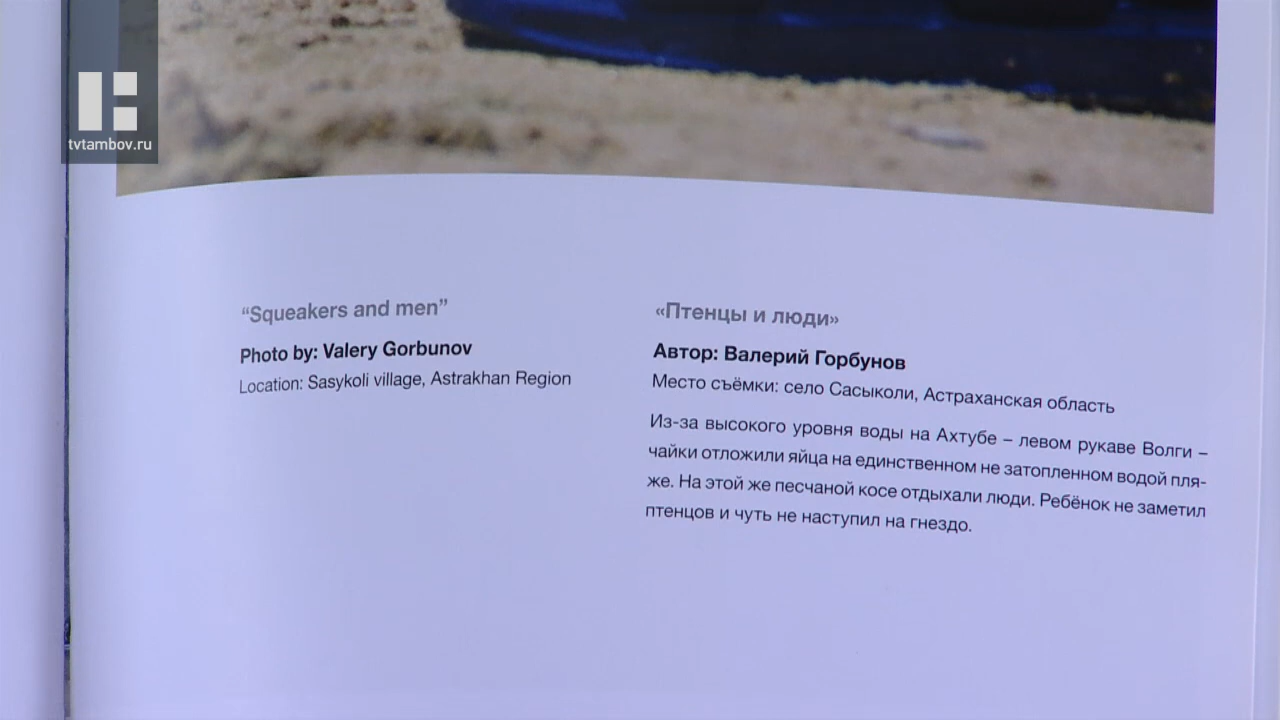 tvtambov.ru
“Squeakers and men”
Photo by: Valery Gorbunov
Location: Sasykoli village, Astrakhan Region
«Птенцы и люди»
Автор: Валерий Горбунов
Место съёмки: село Сасыколи, Астраханская область
Из-за высокого уровня воды на Ахтубе – левом рукаве Волги –
чайки отложили яйца на единственном не затопленном водой пля-
же. На этой же песчаной косе отдыхали люди. Ребёнок не заметил
птенцов и чуть не наступил на гнездо.